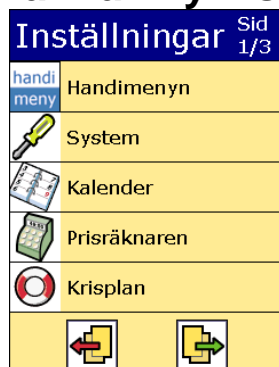 Inställningar Sid 1/3
handi meny Handimenyn
System
Kalender
Prisräknaren
Krisplan